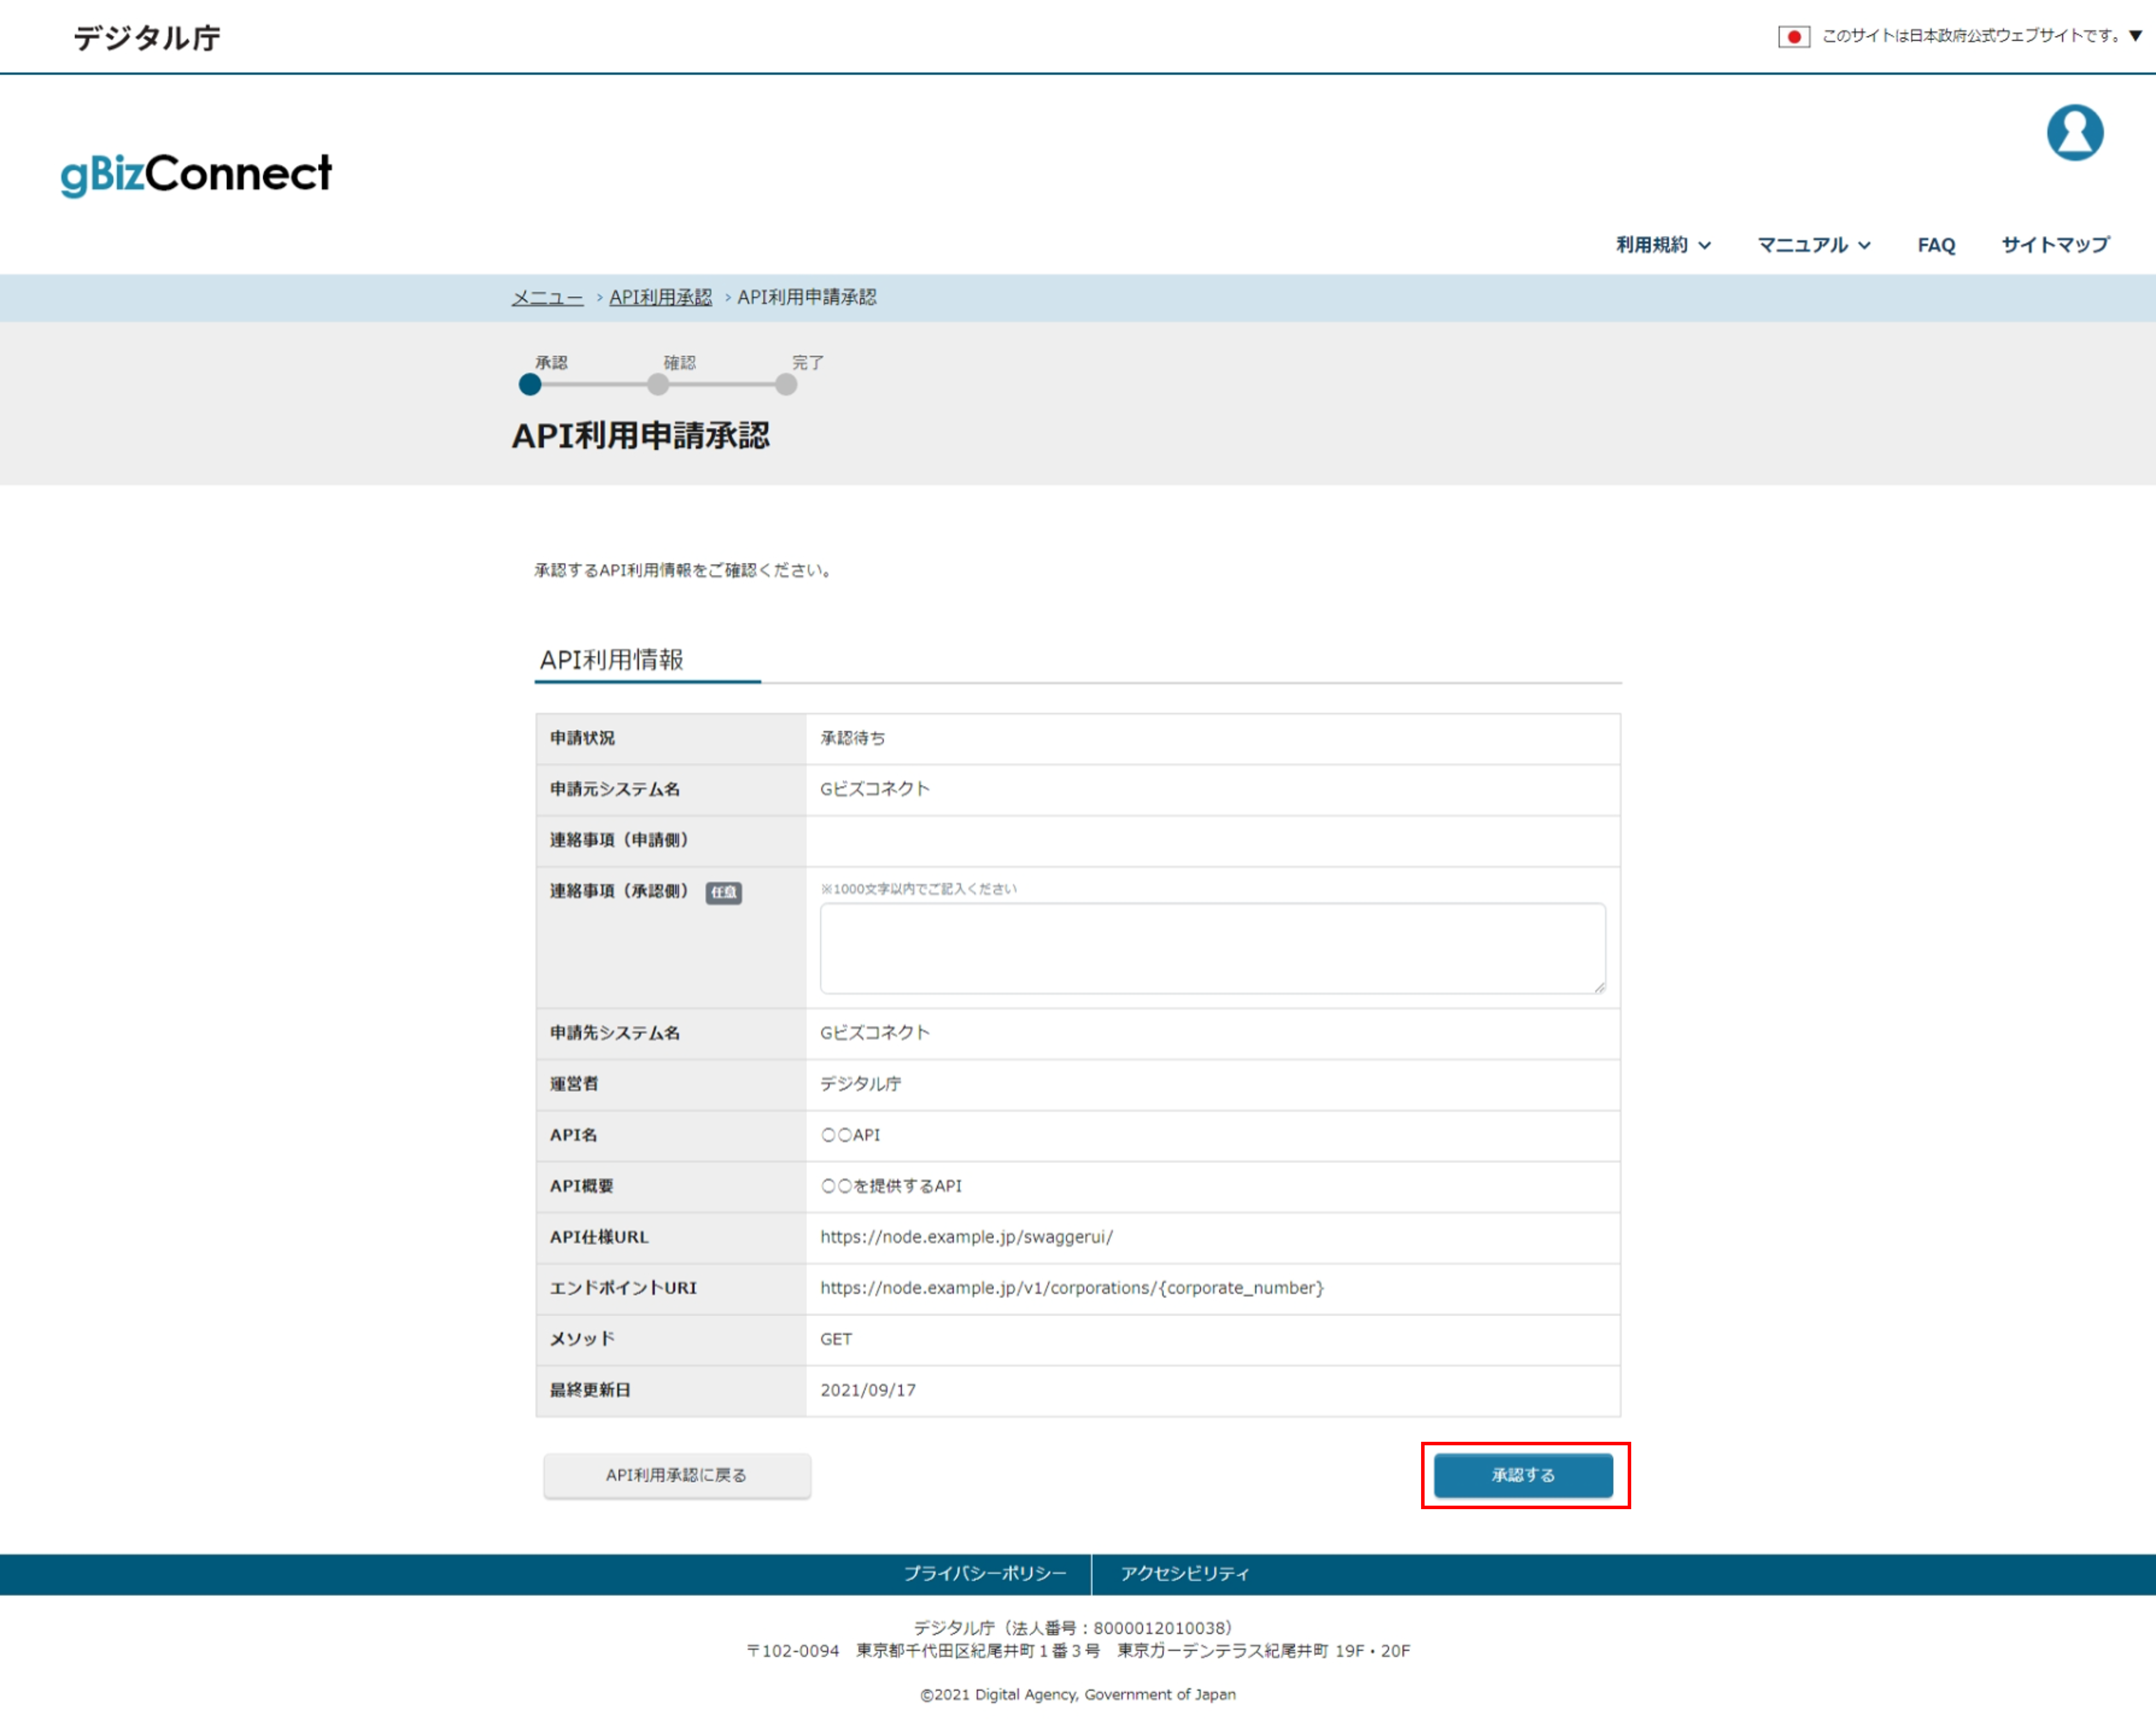 デジタル庁
このサイトは日本政府公式ウェブサイトです。▼
gBizConnect
利用規約 マニュアル FAQ サイトマップ
メニュー › API利用承認 › API利用申請承認
承認 確認 完了
API利用申請承認
承認するAPI利用情報をご確認ください。
API利用情報
申請状況 承認待ち
申請元システム名 Gビズコネクト
連絡事項（申請側）
連絡事項（承認側） 任意 ※1000文字以内でご記入ください
申請先システム名 Gビズコネクト
運営者 デジタル庁
API名 〇〇API
API概要 〇〇を提供するAPI
API仕様URL https://node.example.jp/swaggerui/
エンドポイントURI https://node.example.jp/v1/corporations/{corporate_number}
メソッド GET
最終更新日 2021/09/17
API利用承認に戻る 承認する
プライバシーポリシー アクセシビリティ
デジタル庁（法人番号：8000012010038）
〒102-0094　東京都千代田区紀尾井町１番３号　東京ガーデンテラス紀尾井町 19F・20F
©2021 Digital Agency, Government of Japan